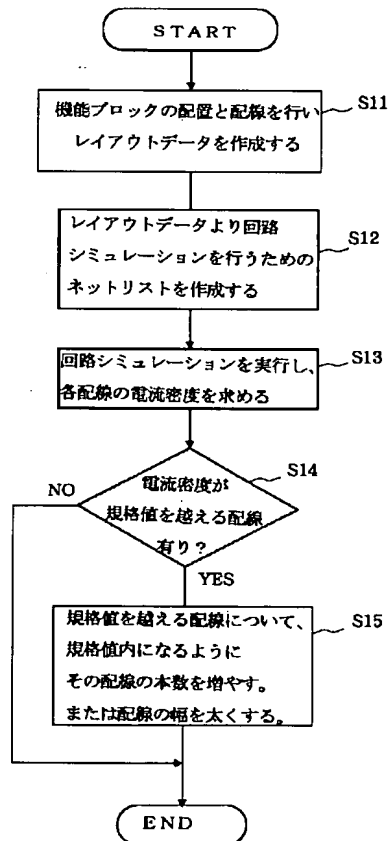 START
機能ブロックの配置と配線を行い
レイアウトデータを作成する
S11
レイアウトデータより回路
シミュレーションを行うための
ネットリストを作成する
S12
回路シミュレーションを実行し、
各配線の電流密度を求める
S13
電流密度が
規格値を越える配線
有り？
S14
NO
YES
規格値を越える配線について、
規格値内になるように
その配線の本数を増やす。
または配線の幅を太くする。
S15
END